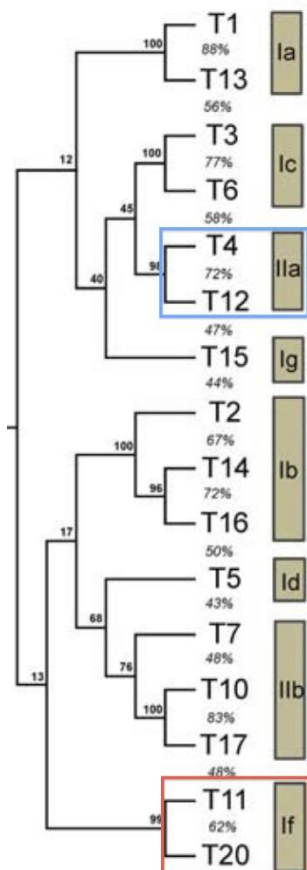 T1
100
88%
Ia
T13
56%
12
T3
100
77%
Ic
T6
45
58%
T4
98
72%
IIa
T12
40
47%
T15
Ig
44%
T2
100
67%
T14
Ib
96
72%
T16
17
50%
T5
Id
68
43%
T7
76
48%
T10
IIb
100
83%
T17
13
48%
T11
99
62%
If
T20